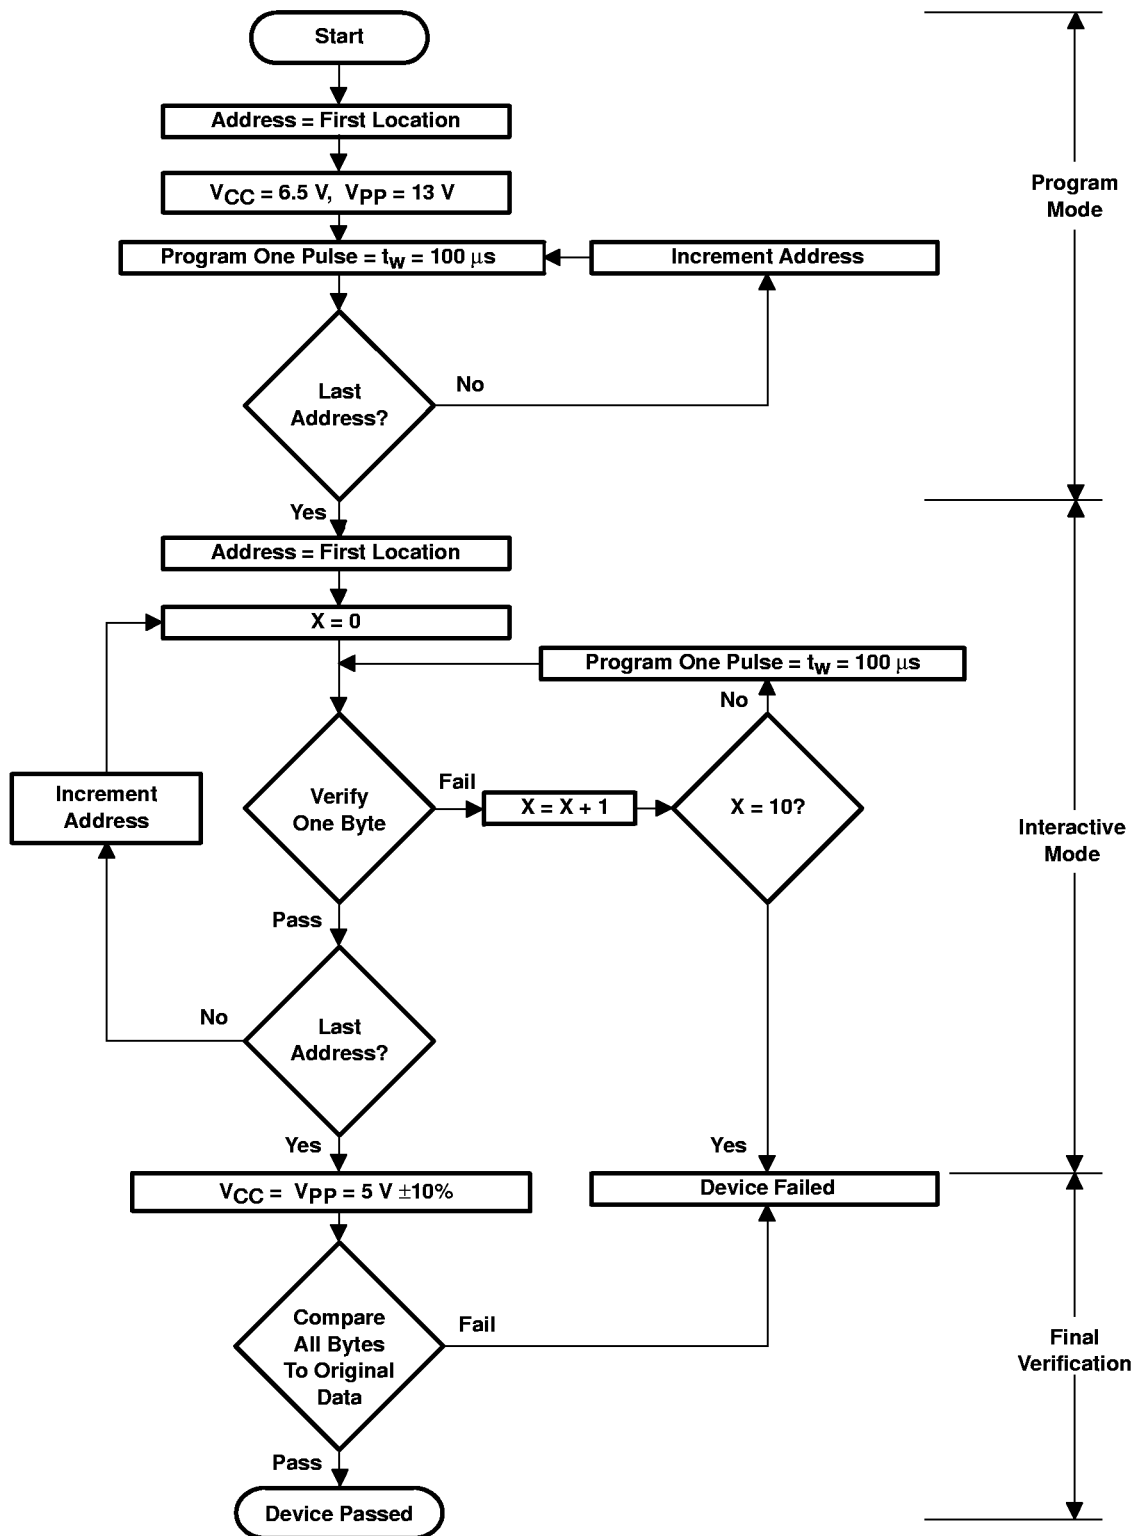 Start
Address = First Location
VCC = 6.5 V, VPP = 13 V
Program
Mode
Program One Pulse = tw = 100 μs
Increment Address
Last
Address?
No
Yes
Address = First Location
X = 0
Program One Pulse = tw = 100 μs
No
Increment
Address
Verify
One Byte
Fail
X = X + 1
X = 10?
Interactive
Mode
Pass
No
Last
Address?
Yes
Yes
VCC = VPP = 5 V ±10%
Device Failed
Compare
All Bytes
To Original
Data
Fail
Final
Verification
Pass
Device Passed